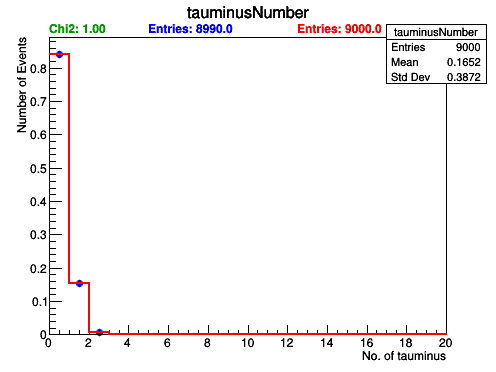 tauminusNumber
Chi2: 1.00 Entries: 8990.0 Entries: 9000.0
tauminusNumber
Entries 9000
Mean 0.1652
Std Dev 0.3872
Number of Events
0.8
0.7
0.6
0.5
0.4
0.3
0.2
0.1
0
0 2 4 6 8 10 12 14 16 18 20
No. of tauminus